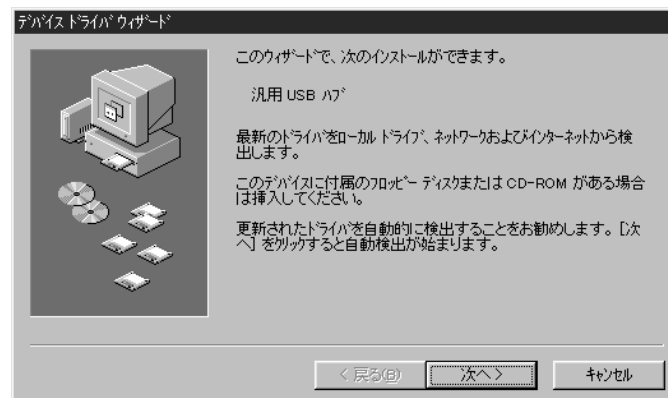 ﾃﾞﾊﾞｲｽ ﾄﾞﾗｲﾊﾞ ｳｨｻﾞｰﾄﾞ
このｳｨｻﾞｰﾄﾞで、次のｲﾝｽﾄｰﾙができます。
汎用 USB ﾊﾌﾞ
最新のﾄﾞﾗｲﾊﾞをﾛｰｶﾙ ﾄﾞﾗｲﾌﾞ、ﾈｯﾄﾜｰｸおよびｲﾝﾀｰﾈｯﾄから検
出します。
このﾃﾞﾊﾞｲｽに付属のﾌﾛｯﾋﾟｰ ﾃﾞｨｽｸまたは CD-ROM がある場合
は挿入してください。
更新されたﾄﾞﾗｲﾊﾞを自動的に検出することをお勧めします。［次
へ］をｸﾘｯｸすると自動検出が始まります。
< 戻る(B)
次へ >
ｷｬﾝｾﾙ